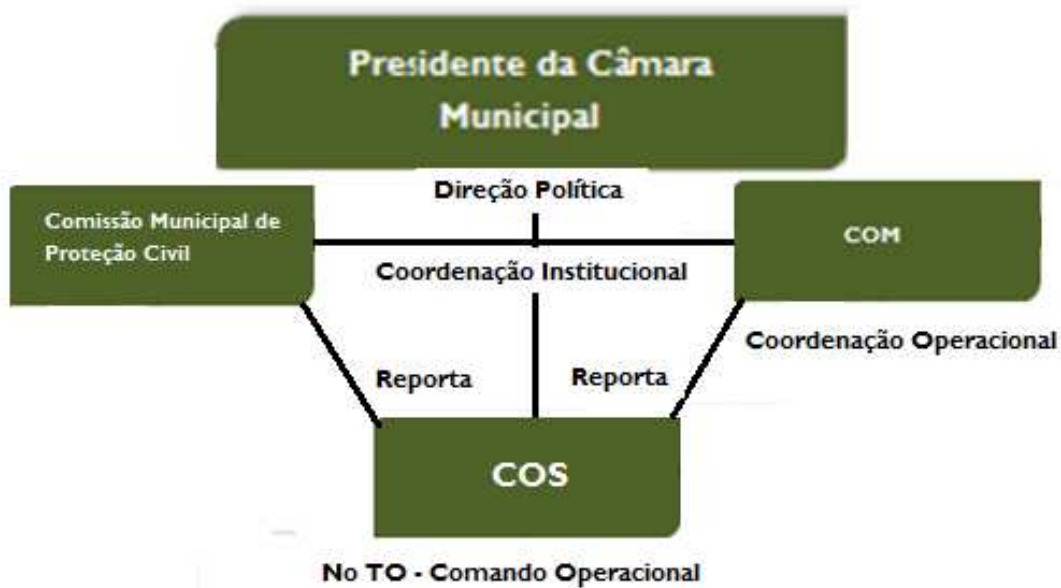 Presidente da Câmara
Municipal
Direção Política
Comissão Municipal de
Proteção Civil
COM
Coordenação Institucional
Coordenação Operacional
Reporta
Reporta
COS
No TO - Comando Operacional